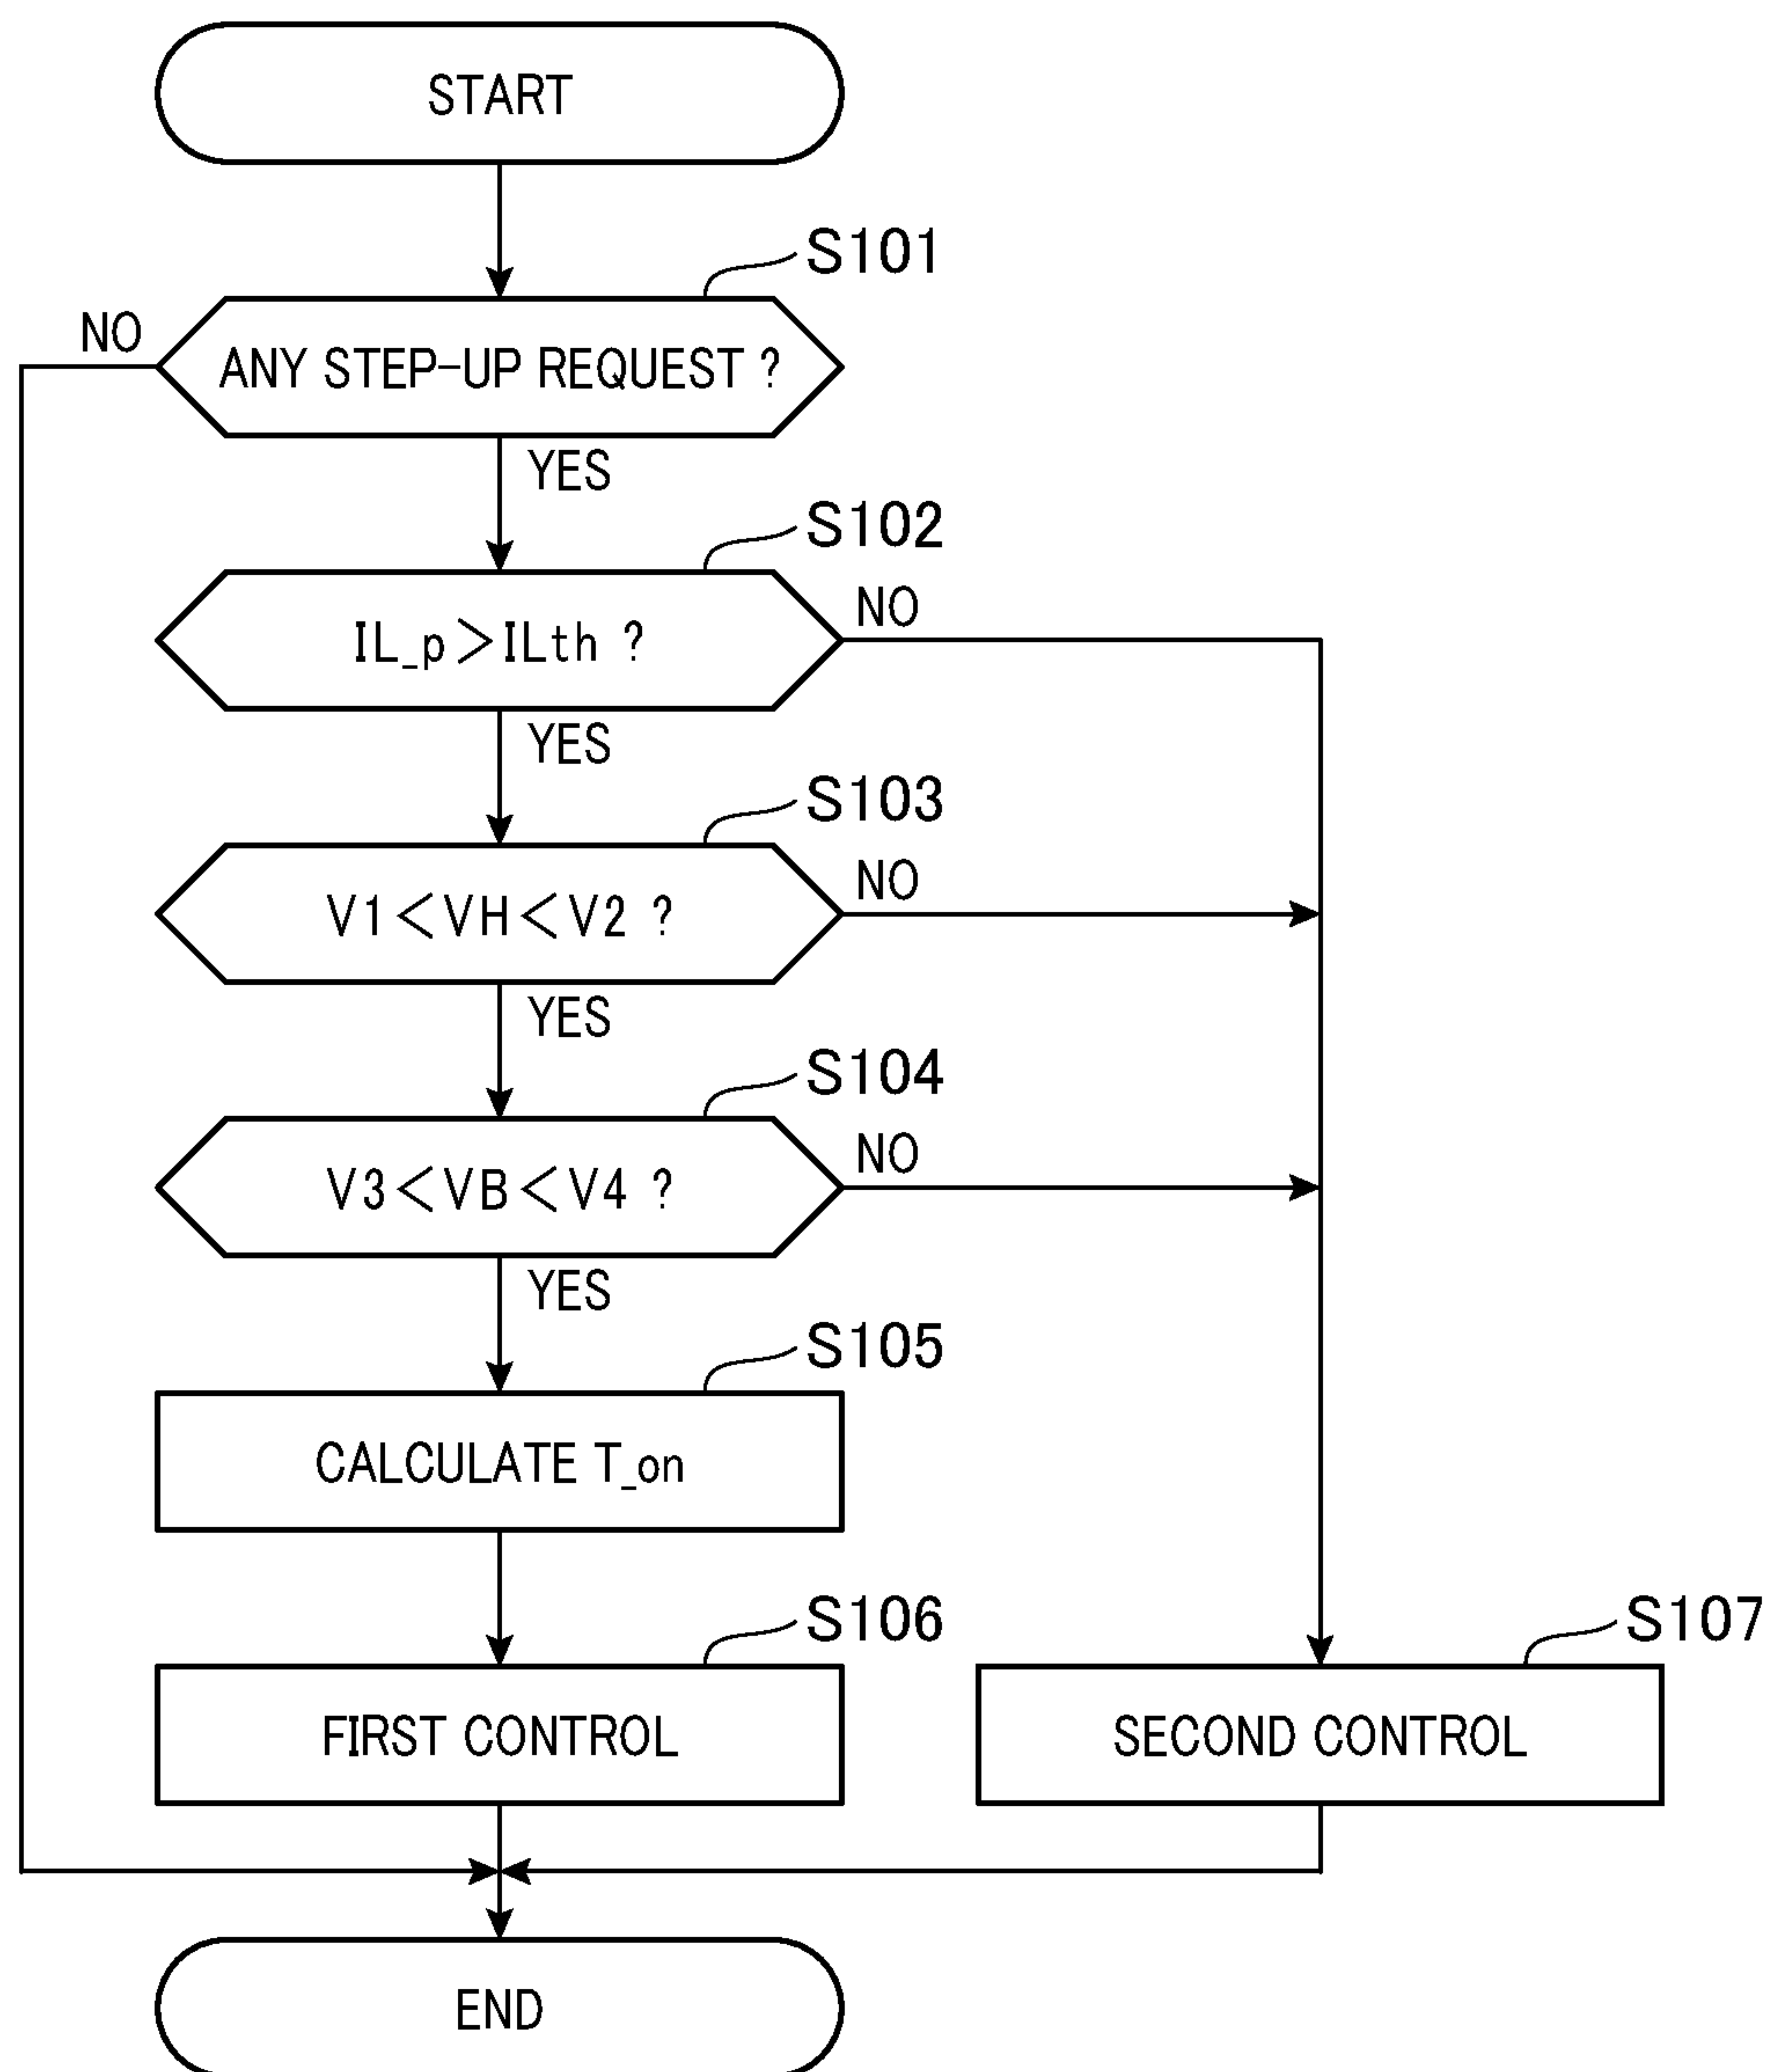 START
S101
NO
ANY STEP-UP REQUEST ?
YES
S102
NO
IL_p>ILth ?
YES
S103
NO
V1<VH<V2 ?
YES
S104
NO
V3<VB<V4 ?
YES
S105
CALCULATE T_on
S106
S107
FIRST CONTROL
SECOND CONTROL
END